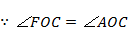 ∵ ∠FOC = ∠AOC